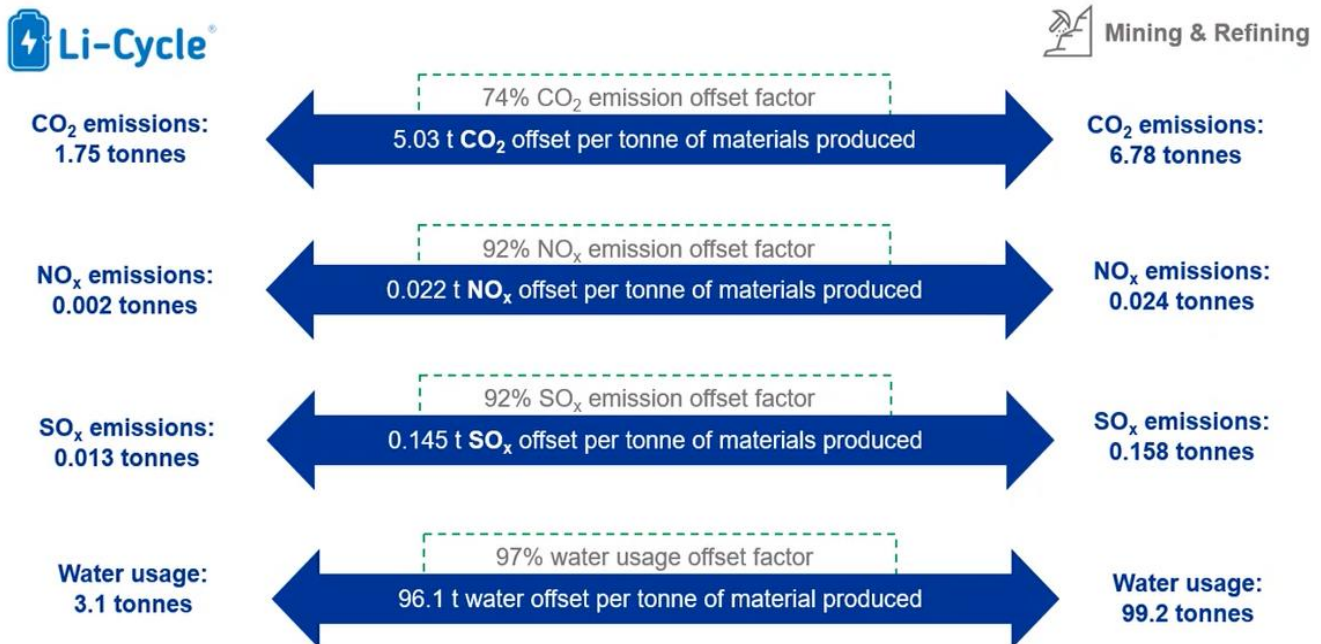 Li-Cycle®
Mining & Refining
74% CO₂ emission offset factor
CO₂ emissions:
1.75 tonnes
5.03 t CO₂ offset per tonne of materials produced
CO₂ emissions:
6.78 tonnes
92% NOₓ emission offset factor
NOₓ emissions:
0.002 tonnes
0.022 t NOₓ offset per tonne of materials produced
NOₓ emissions:
0.024 tonnes
92% SOₓ emission offset factor
SOₓ emissions:
0.013 tonnes
0.145 t SOₓ offset per tonne of materials produced
SOₓ emissions:
0.158 tonnes
97% water usage offset factor
Water usage:
3.1 tonnes
96.1 t water offset per tonne of material produced
Water usage:
99.2 tonnes